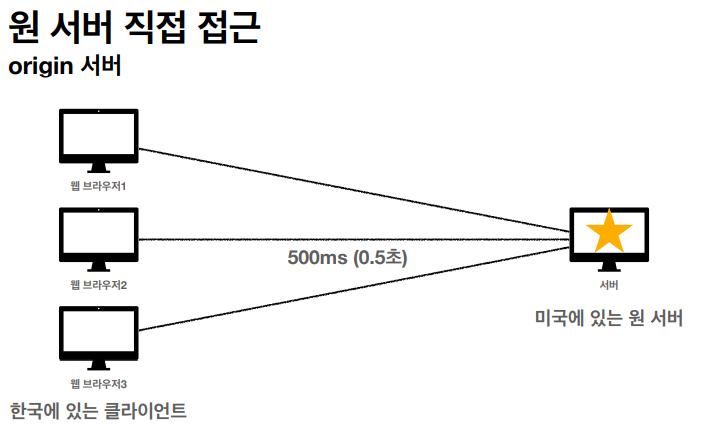 원 서버 직접 접근
origin 서버
웹 브라우저1
웹 브라우저2
500ms (0.5초)
서버
미국에 있는 원 서버
웹 브라우저3
한국에 있는 클라이언트